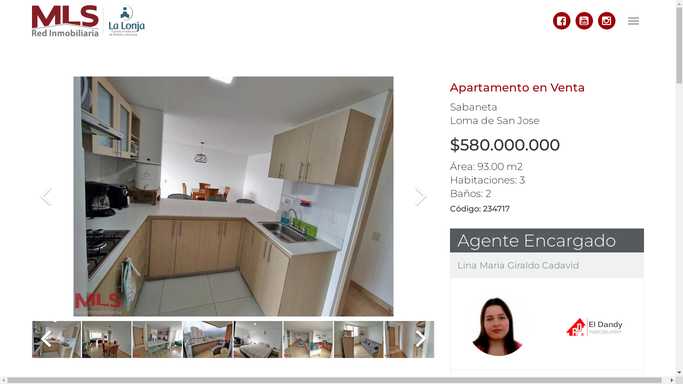 MLS
Red Inmobiliaria
La Lonja
Apartamento en Venta
Sabaneta
Loma de San Jose
$580.000.000
Área: 93.00 m2
Habitaciones: 3
Baños: 2
Código: 234717
MLS
Agente Encargado
Lina Maria Giraldo Cadavid
El Dandy